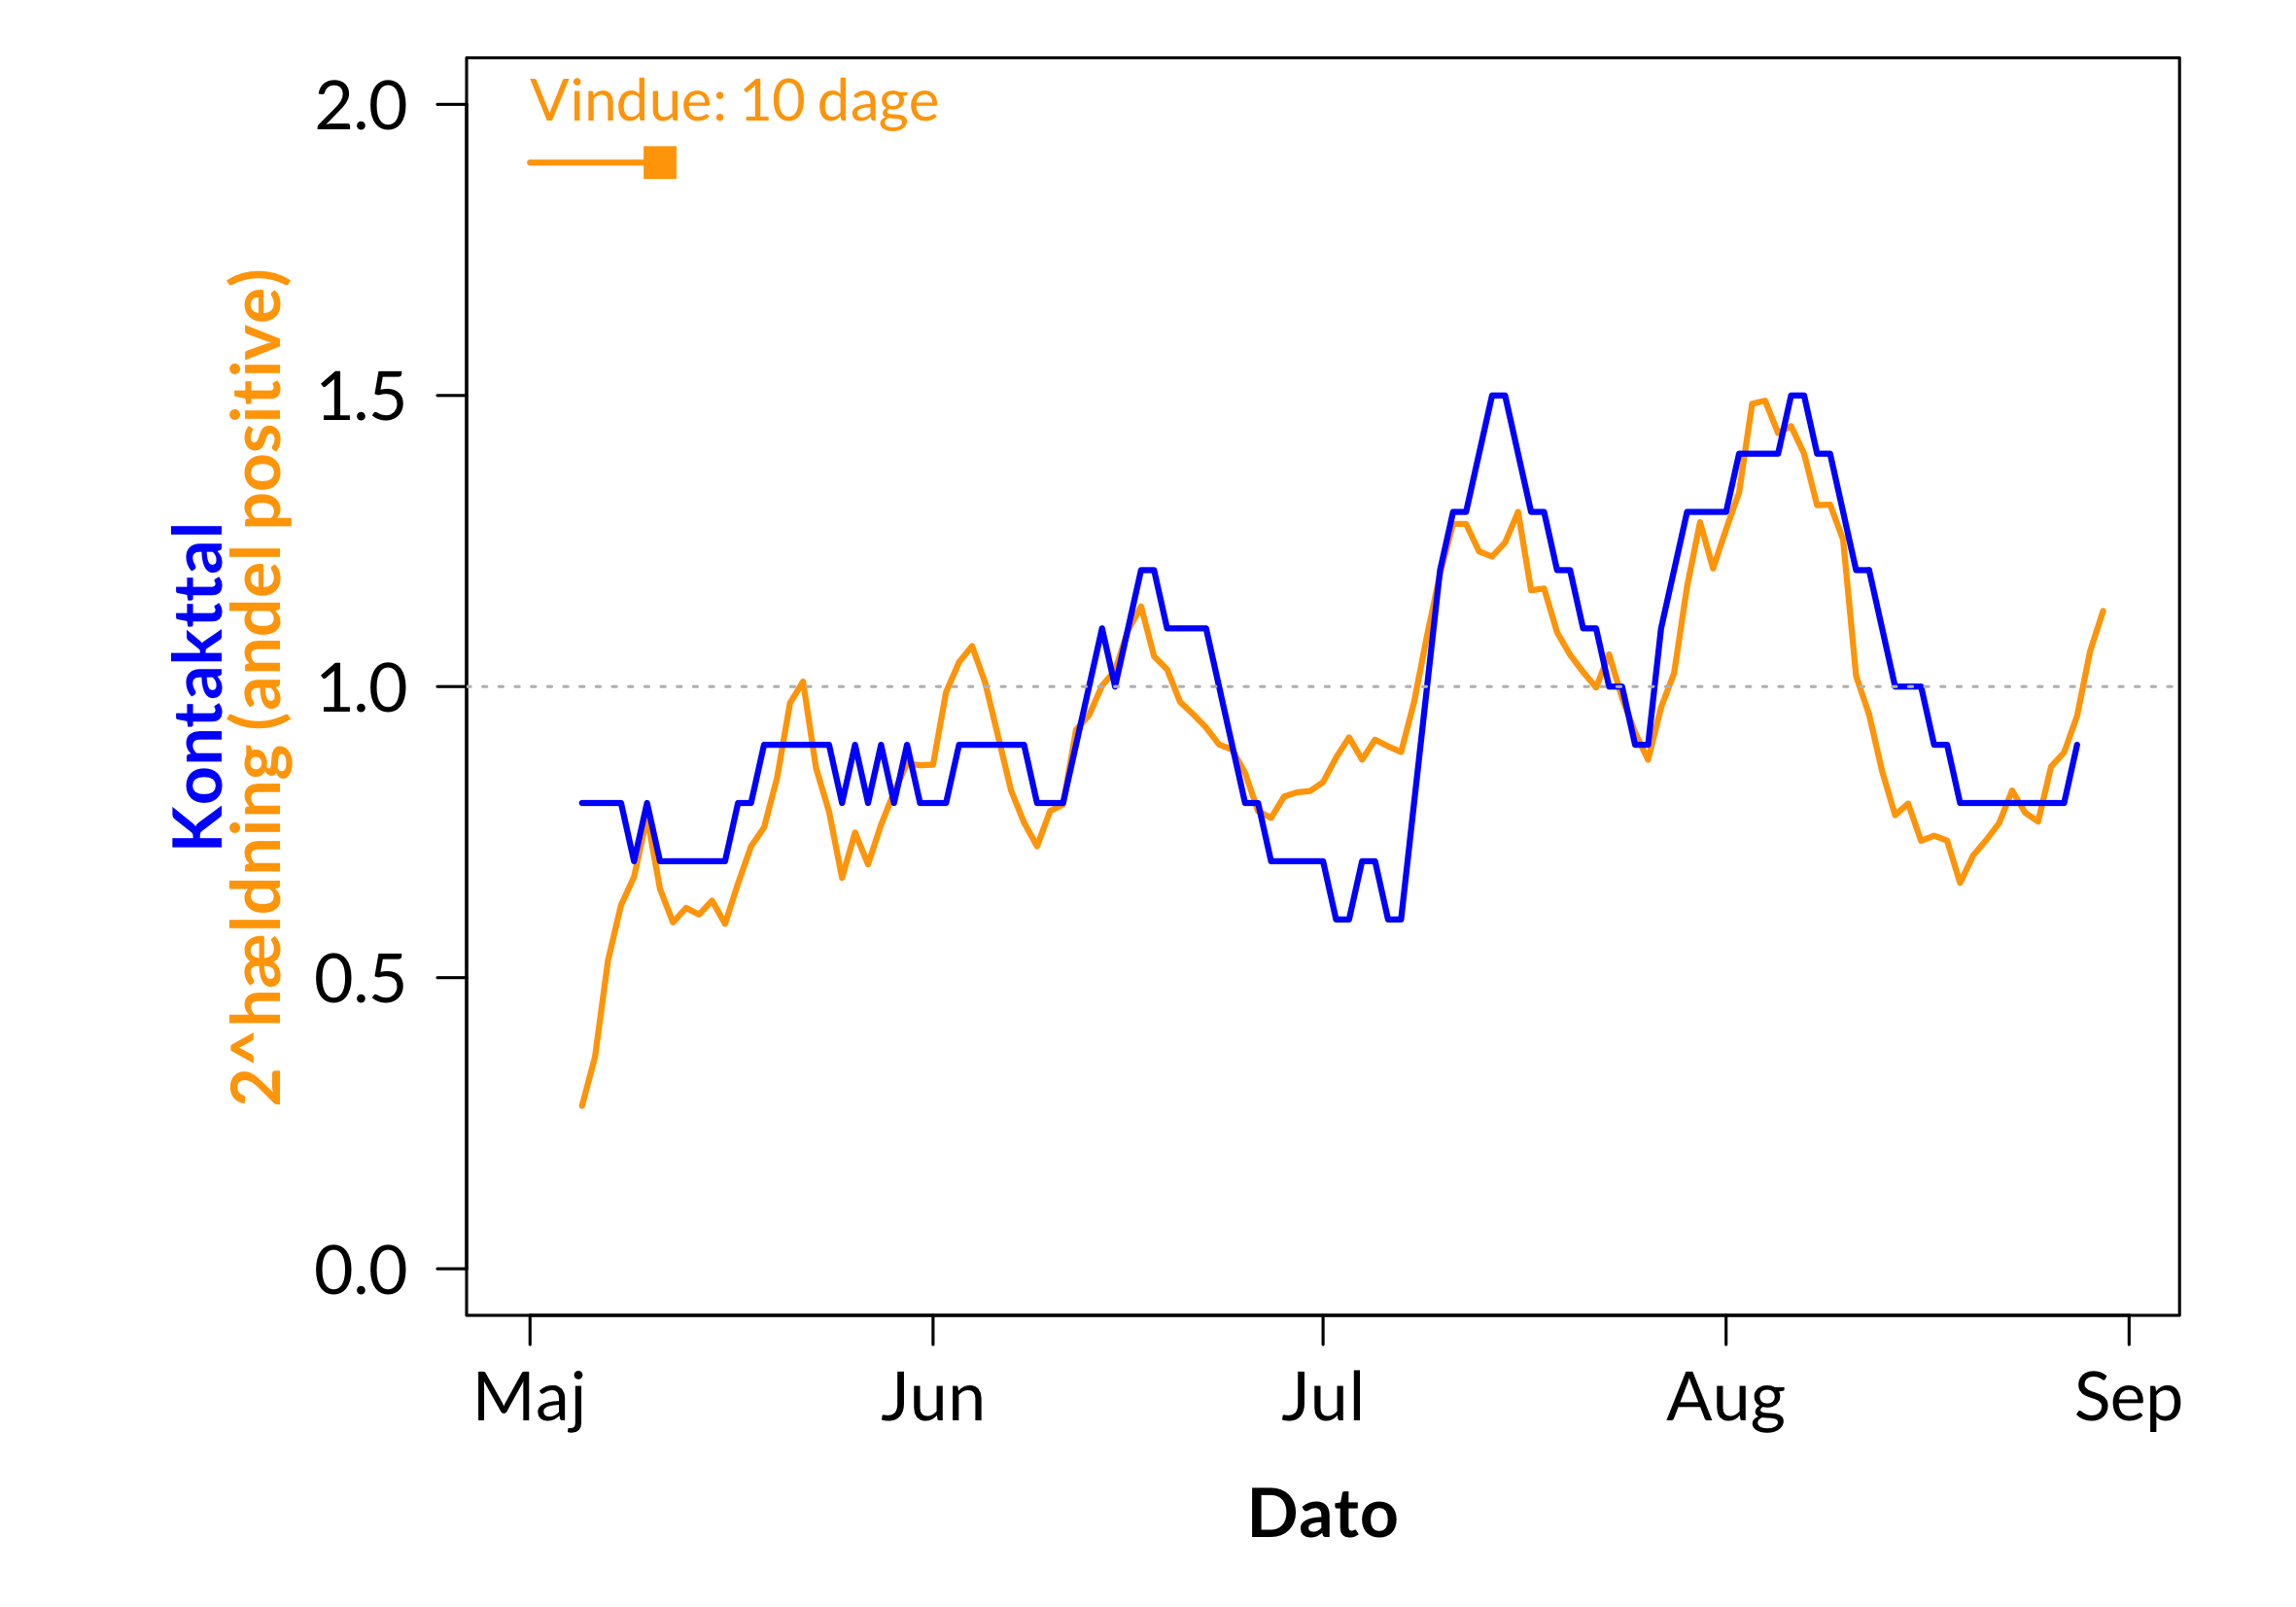 Kontakttal
2^hældning (andel positive)
2.0
1.5
1.0
0.5
0.0
Vindue: 10 dage
Maj Jun Jul Aug Sep
Dato